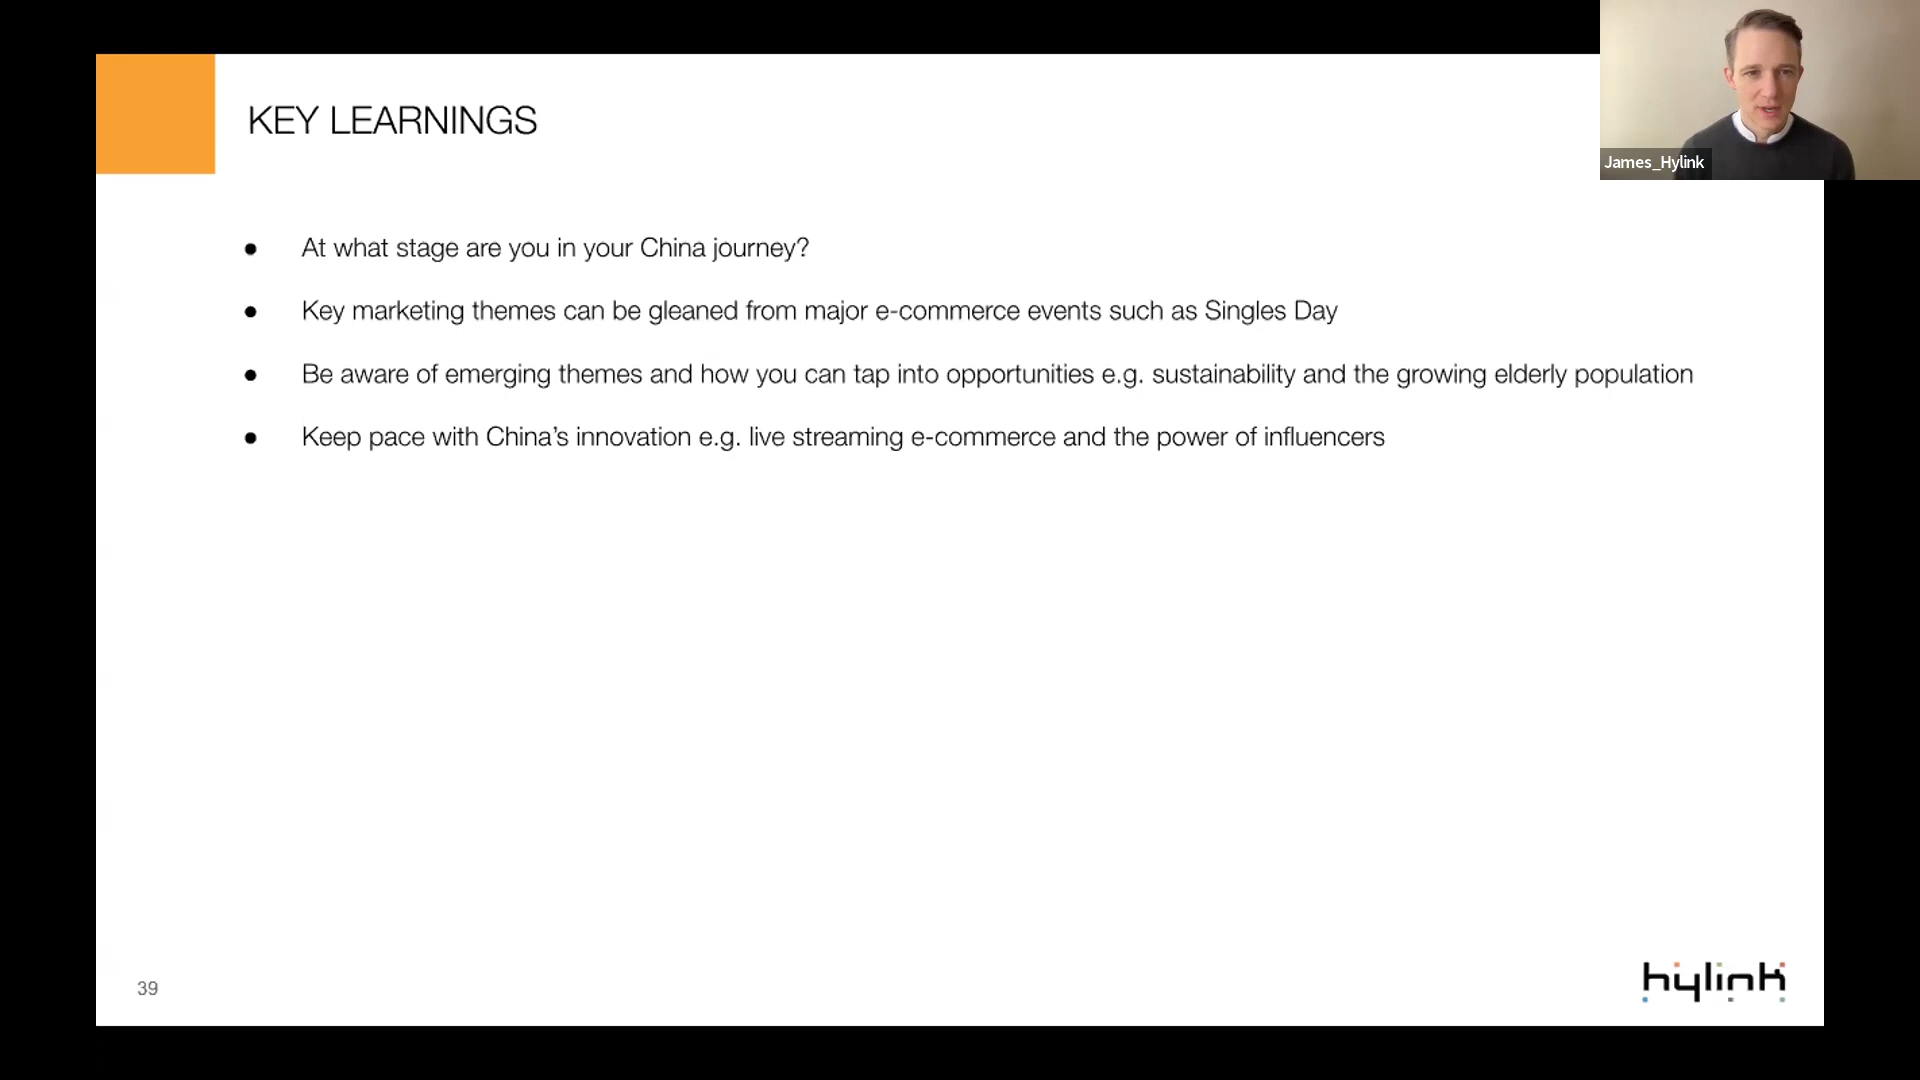 KEY LEARNINGS
James_Hylink
● At what stage are you in your China journey?
● Key marketing themes can be gleaned from major e-commerce events such as Singles Day
● Be aware of emerging themes and how you can tap into opportunities e.g. sustainability and the growing elderly population
● Keep pace with China’s innovation e.g. live streaming e-commerce and the power of influencers
39
hylink